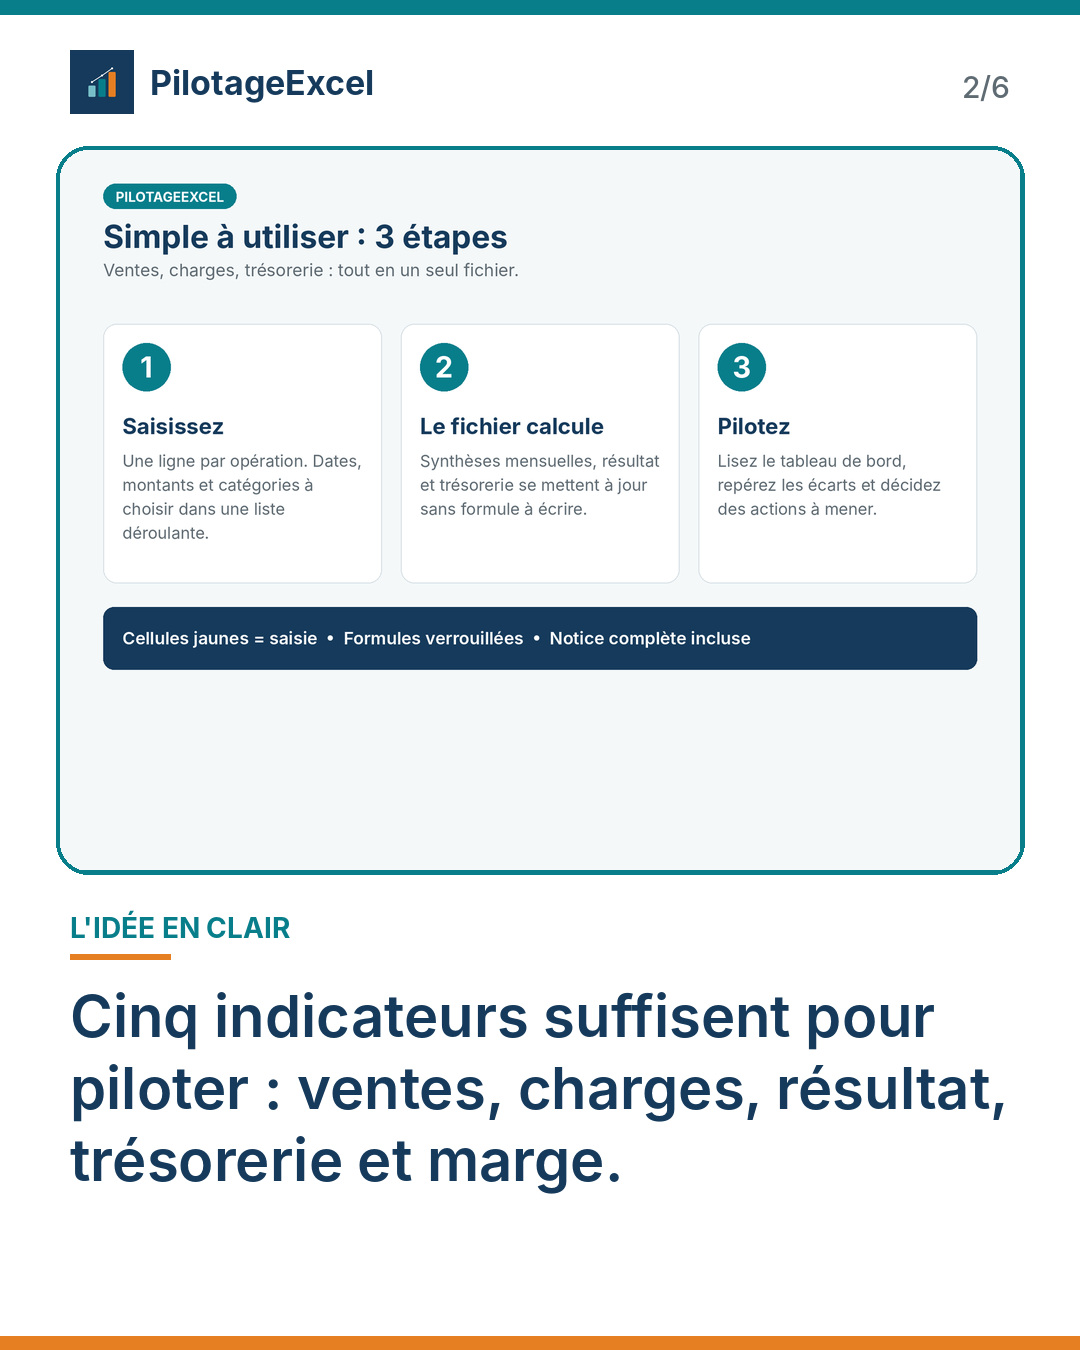 PilotageExcel
2/6
PILOTAGEEXCEL
Simple à utiliser : 3 étapes
Ventes, charges, trésorerie : tout en un seul fichier.
1
Saisissez
Une ligne par opération. Dates,
montants et catégories à
choisir dans une liste
déroulante.
2
Le fichier calcule
Synthèses mensuelles, résultat
et trésorerie se mettent à jour
sans formule à écrire.
3
Pilotez
Lisez le tableau de bord,
repérez les écarts et décidez
des actions à mener.
Cellules jaunes = saisie • Formules verrouillées • Notice complète incluse
L'IDÉE EN CLAIR
Cinq indicateurs suffisent pour
piloter : ventes, charges, résultat,
trésorerie et marge.